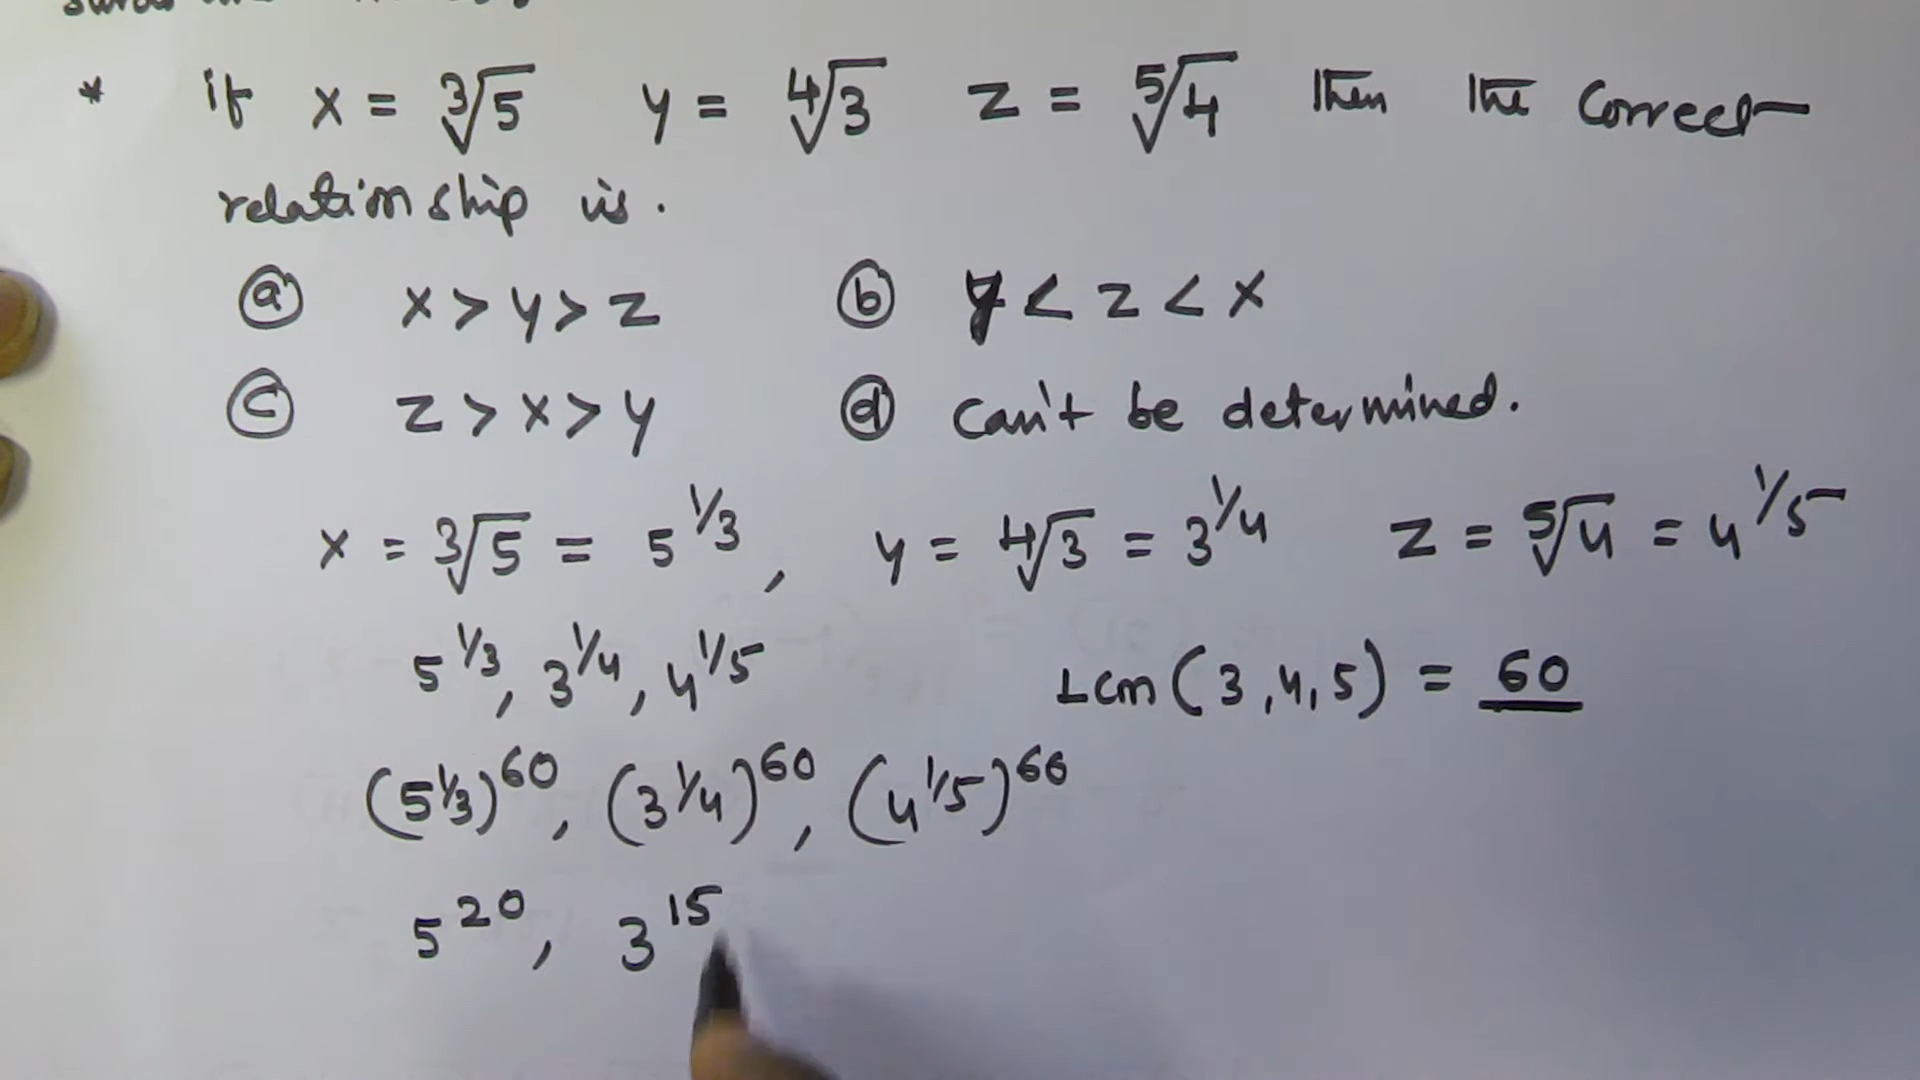 * if x = ∛5 y = ∜3 z = ⁵√4 then the correct
relationship is.
ⓐ x > y > z ⓑ y < z < x
ⓒ z > x > y ⓓ can't be determined.
x = ∛5 = 5^1/3 , y = ∜3 = 3^1/4 z = ⁵√4 = 4^1/5
5^1/3, 3^1/4, 4^1/5 Lcm (3,4,5) = 60
(5^1/3)^60, (3^1/4)^60, (4^1/5)^60
5^20, 3^15